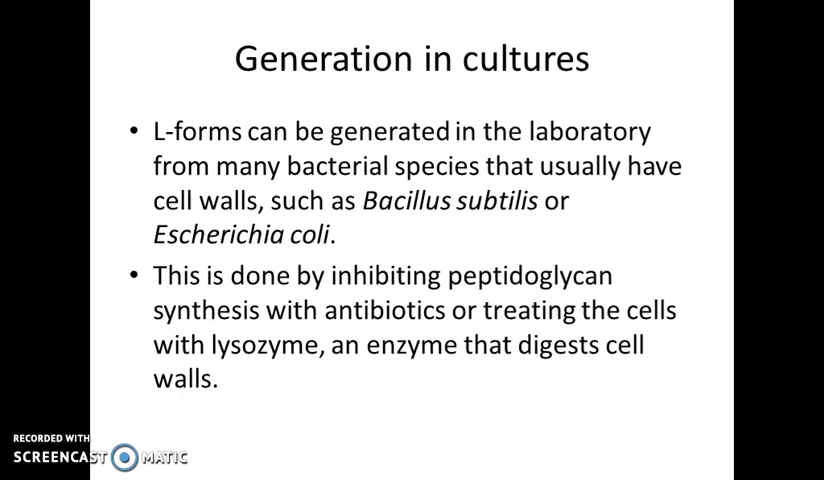 Generation in cultures
• L-forms can be generated in the laboratory
from many bacterial species that usually have
cell walls, such as Bacillus subtilis or
Escherichia coli.
• This is done by inhibiting peptidoglycan
synthesis with antibiotics or treating the cells
with lysozyme, an enzyme that digests cell
walls.
RECORDED WITH
SCREENCAST MATIC